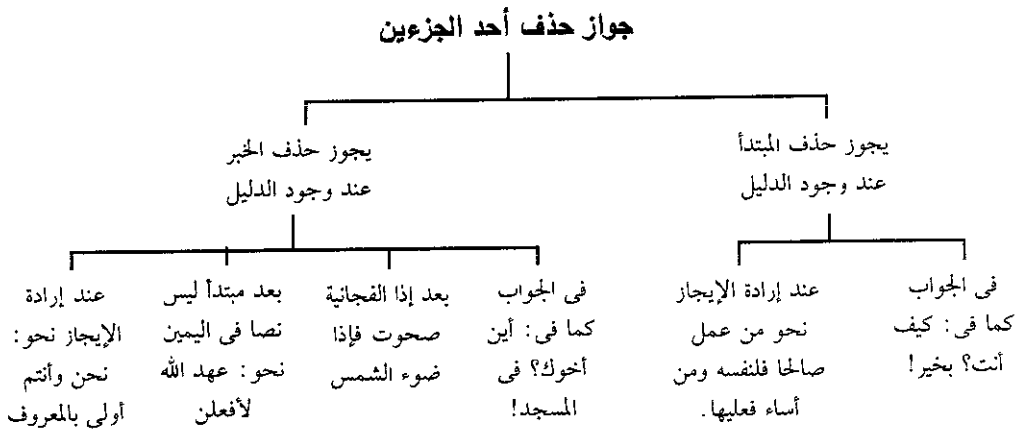 جواز حذف أحد الجزءين
يجوز حذف المبتدأ
عند وجود الدليل
يجوز حذف الخبر
عند وجود الدليل
فى الجواب
كما فى: كيف
أنت؟ بخير!
عند إرادة الإيجاز
نحو من عمل
صالحا فلنفسه ومن
أساء فعليها.
فى الجواب
كما فى: أين
أخوك؟ فى
المسجد!
بعد إذا الفجائية
صحوت فإذا
ضوء الشمس
بعد مبتدأ ليس
نصا فى اليمين
نحو: عهد الله
لأفعلن
عند إرادة
الإيجاز نحو:
نحن وأنتم
أولى بالمعروف